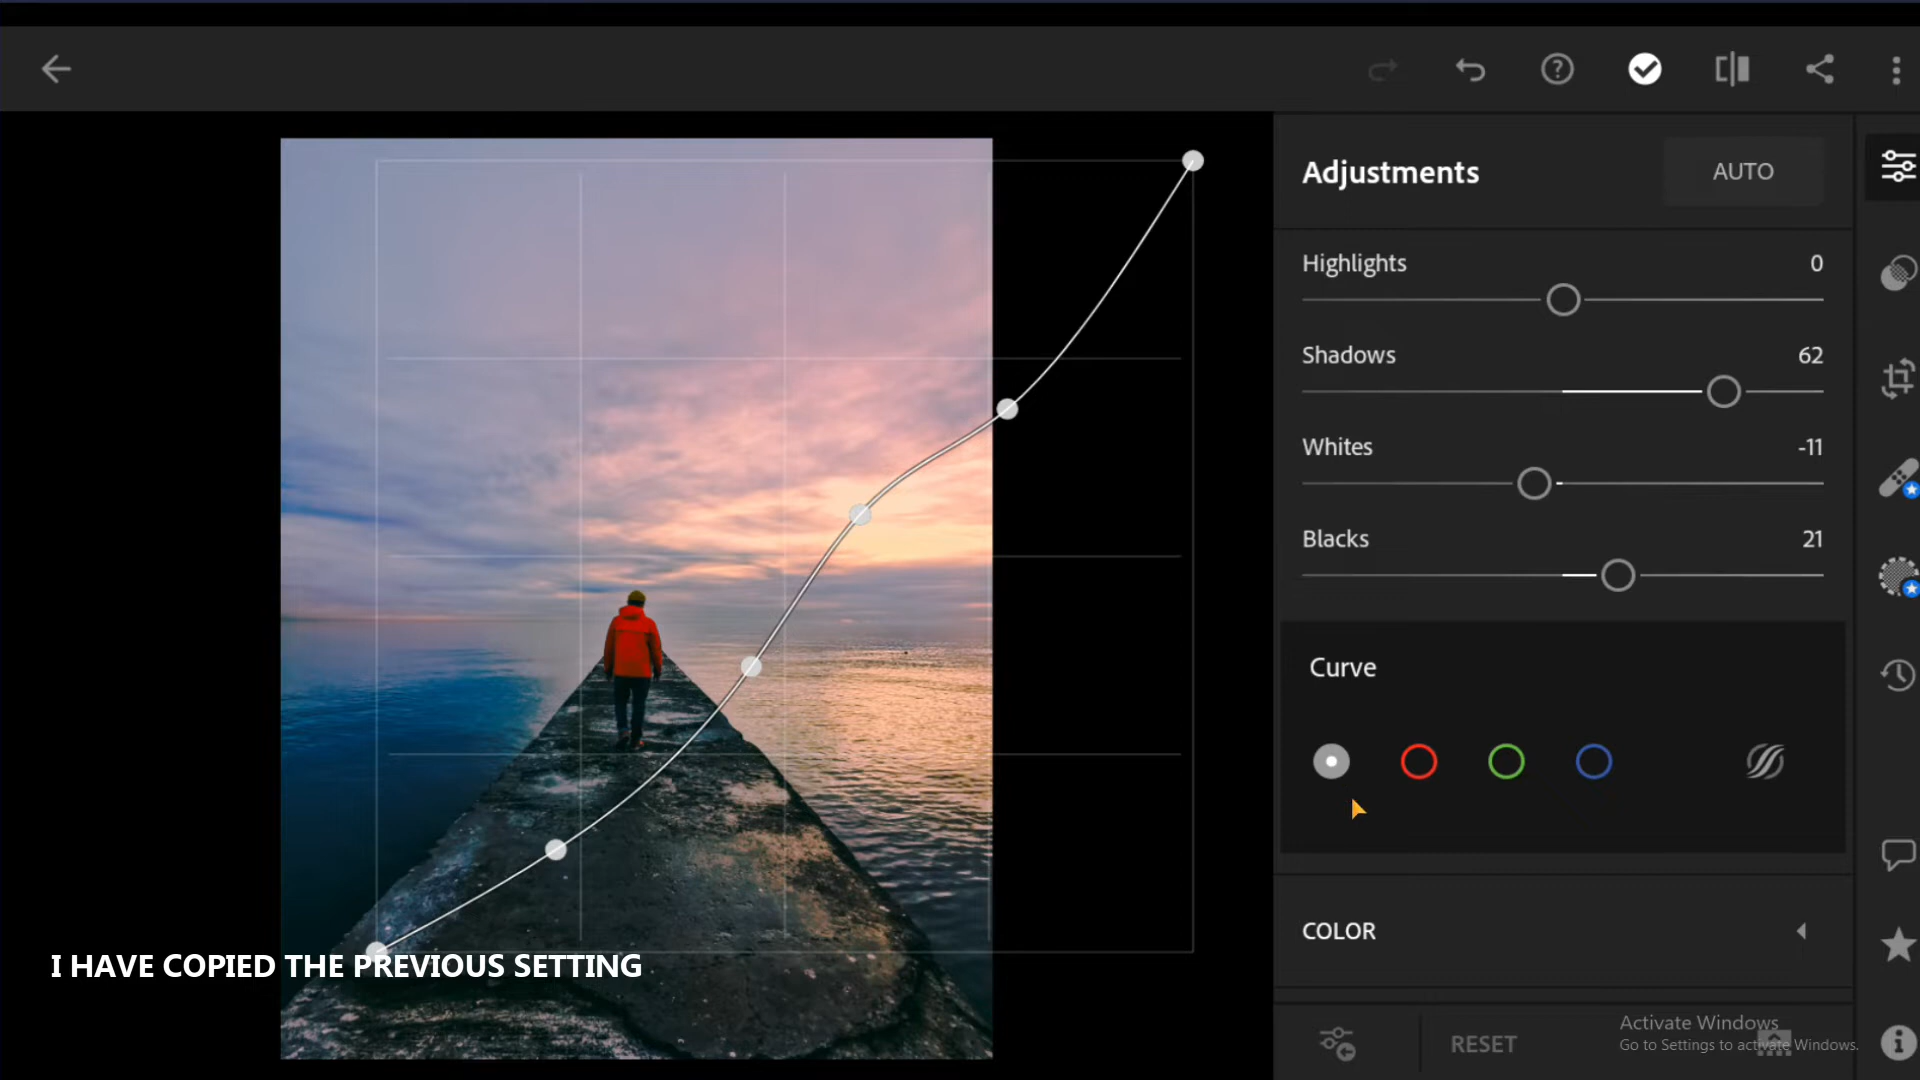 Adjustments
AUTO
Highlights
0
Shadows
62
Whites
-11
Blacks
21
Curve
COLOR
I HAVE COPIED THE PREVIOUS SETTING
RESET
Activate Windows
Go to Settings to activate Windows.